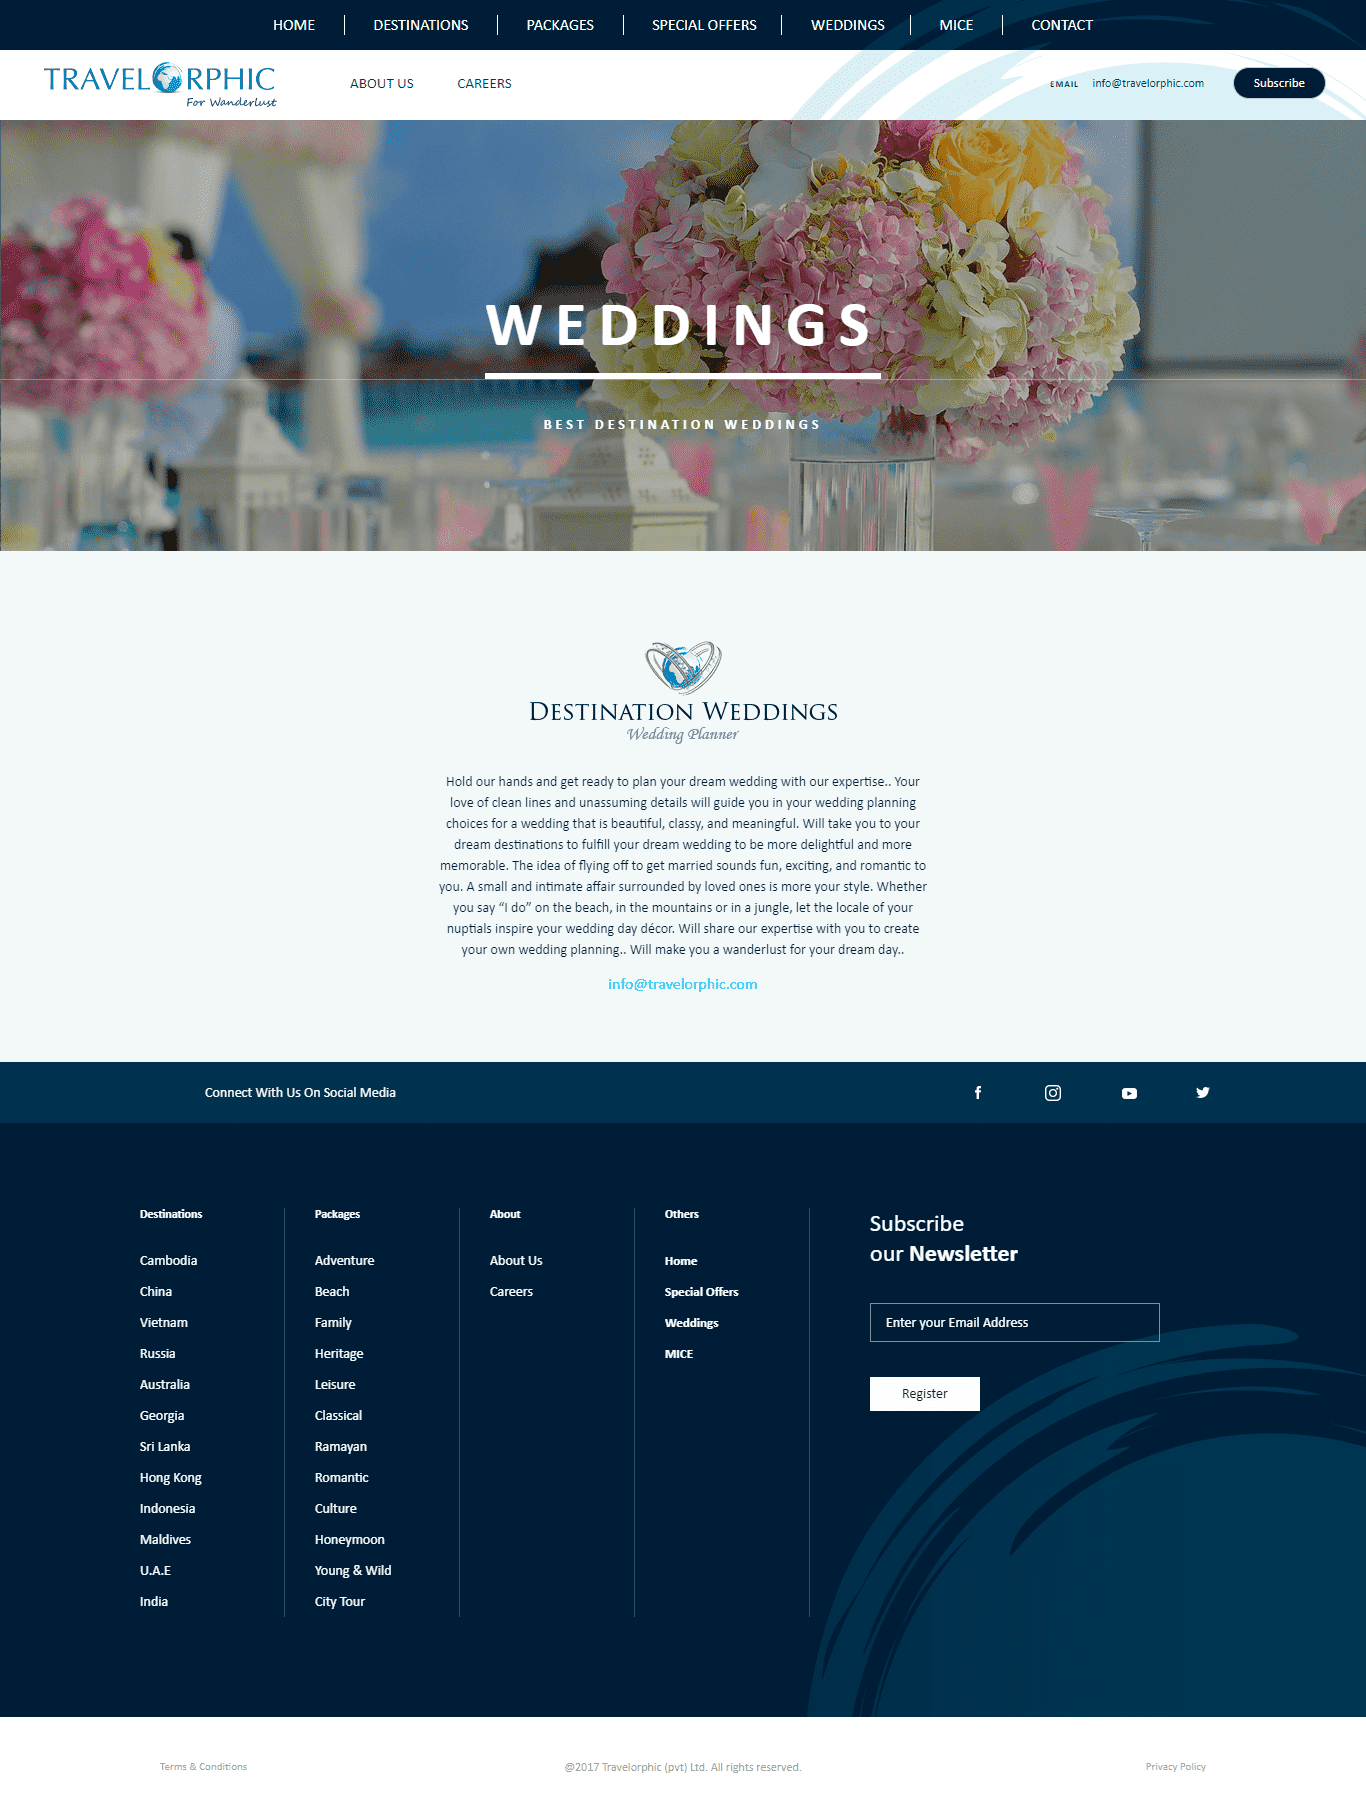 HOME
DESTINATIONS
PACKAGES
SPECIAL OFFERS
WEDDINGS
MICE
CONTACT
TRAVELORPHIC
For Wanderlust
ABOUT US
CAREERS
EMAIL
info@travelorphic.com
Subscribe
WEDDINGS
BEST DESTINATION WEDDINGS
DESTINATION WEDDINGS
Wedding Planner
Hold our hands and get ready to plan your dream wedding with our expertise.. Your
love of clean lines and unassuming details will guide you in your wedding planning
choices for a wedding that is beautiful, classy, and meaningful. Will take you to your
dream destinations to fulfill your dream wedding to be more delightful and more
memorable. The idea of flying off to get married sounds fun, exciting, and romantic to
you. A small and intimate affair surrounded by loved ones is more your style. Whether
you say “I do” on the beach, in the mountains or in a jungle, let the locale of your
nuptials inspire your wedding day décor. Will share our expertise with you to create
your own wedding planning.. Will make you a wanderlust for your dream day..
info@travelorphic.com
Connect With Us On Social Media
Destinations
Cambodia
China
Vietnam
Russia
Australia
Georgia
Sri Lanka
Hong Kong
Indonesia
Maldives
U.A.E
India
Packages
Adventure
Beach
Family
Heritage
Leisure
Classical
Ramayan
Romantic
Culture
Honeymoon
Young & Wild
City Tour
About
About Us
Careers
Others
Home
Special Offers
Weddings
MICE
Subscribe
our Newsletter
Enter your Email Address
Register
Terms & Conditions
@2017 Travelorphic (pvt) Ltd. All rights reserved.
Privacy Policy